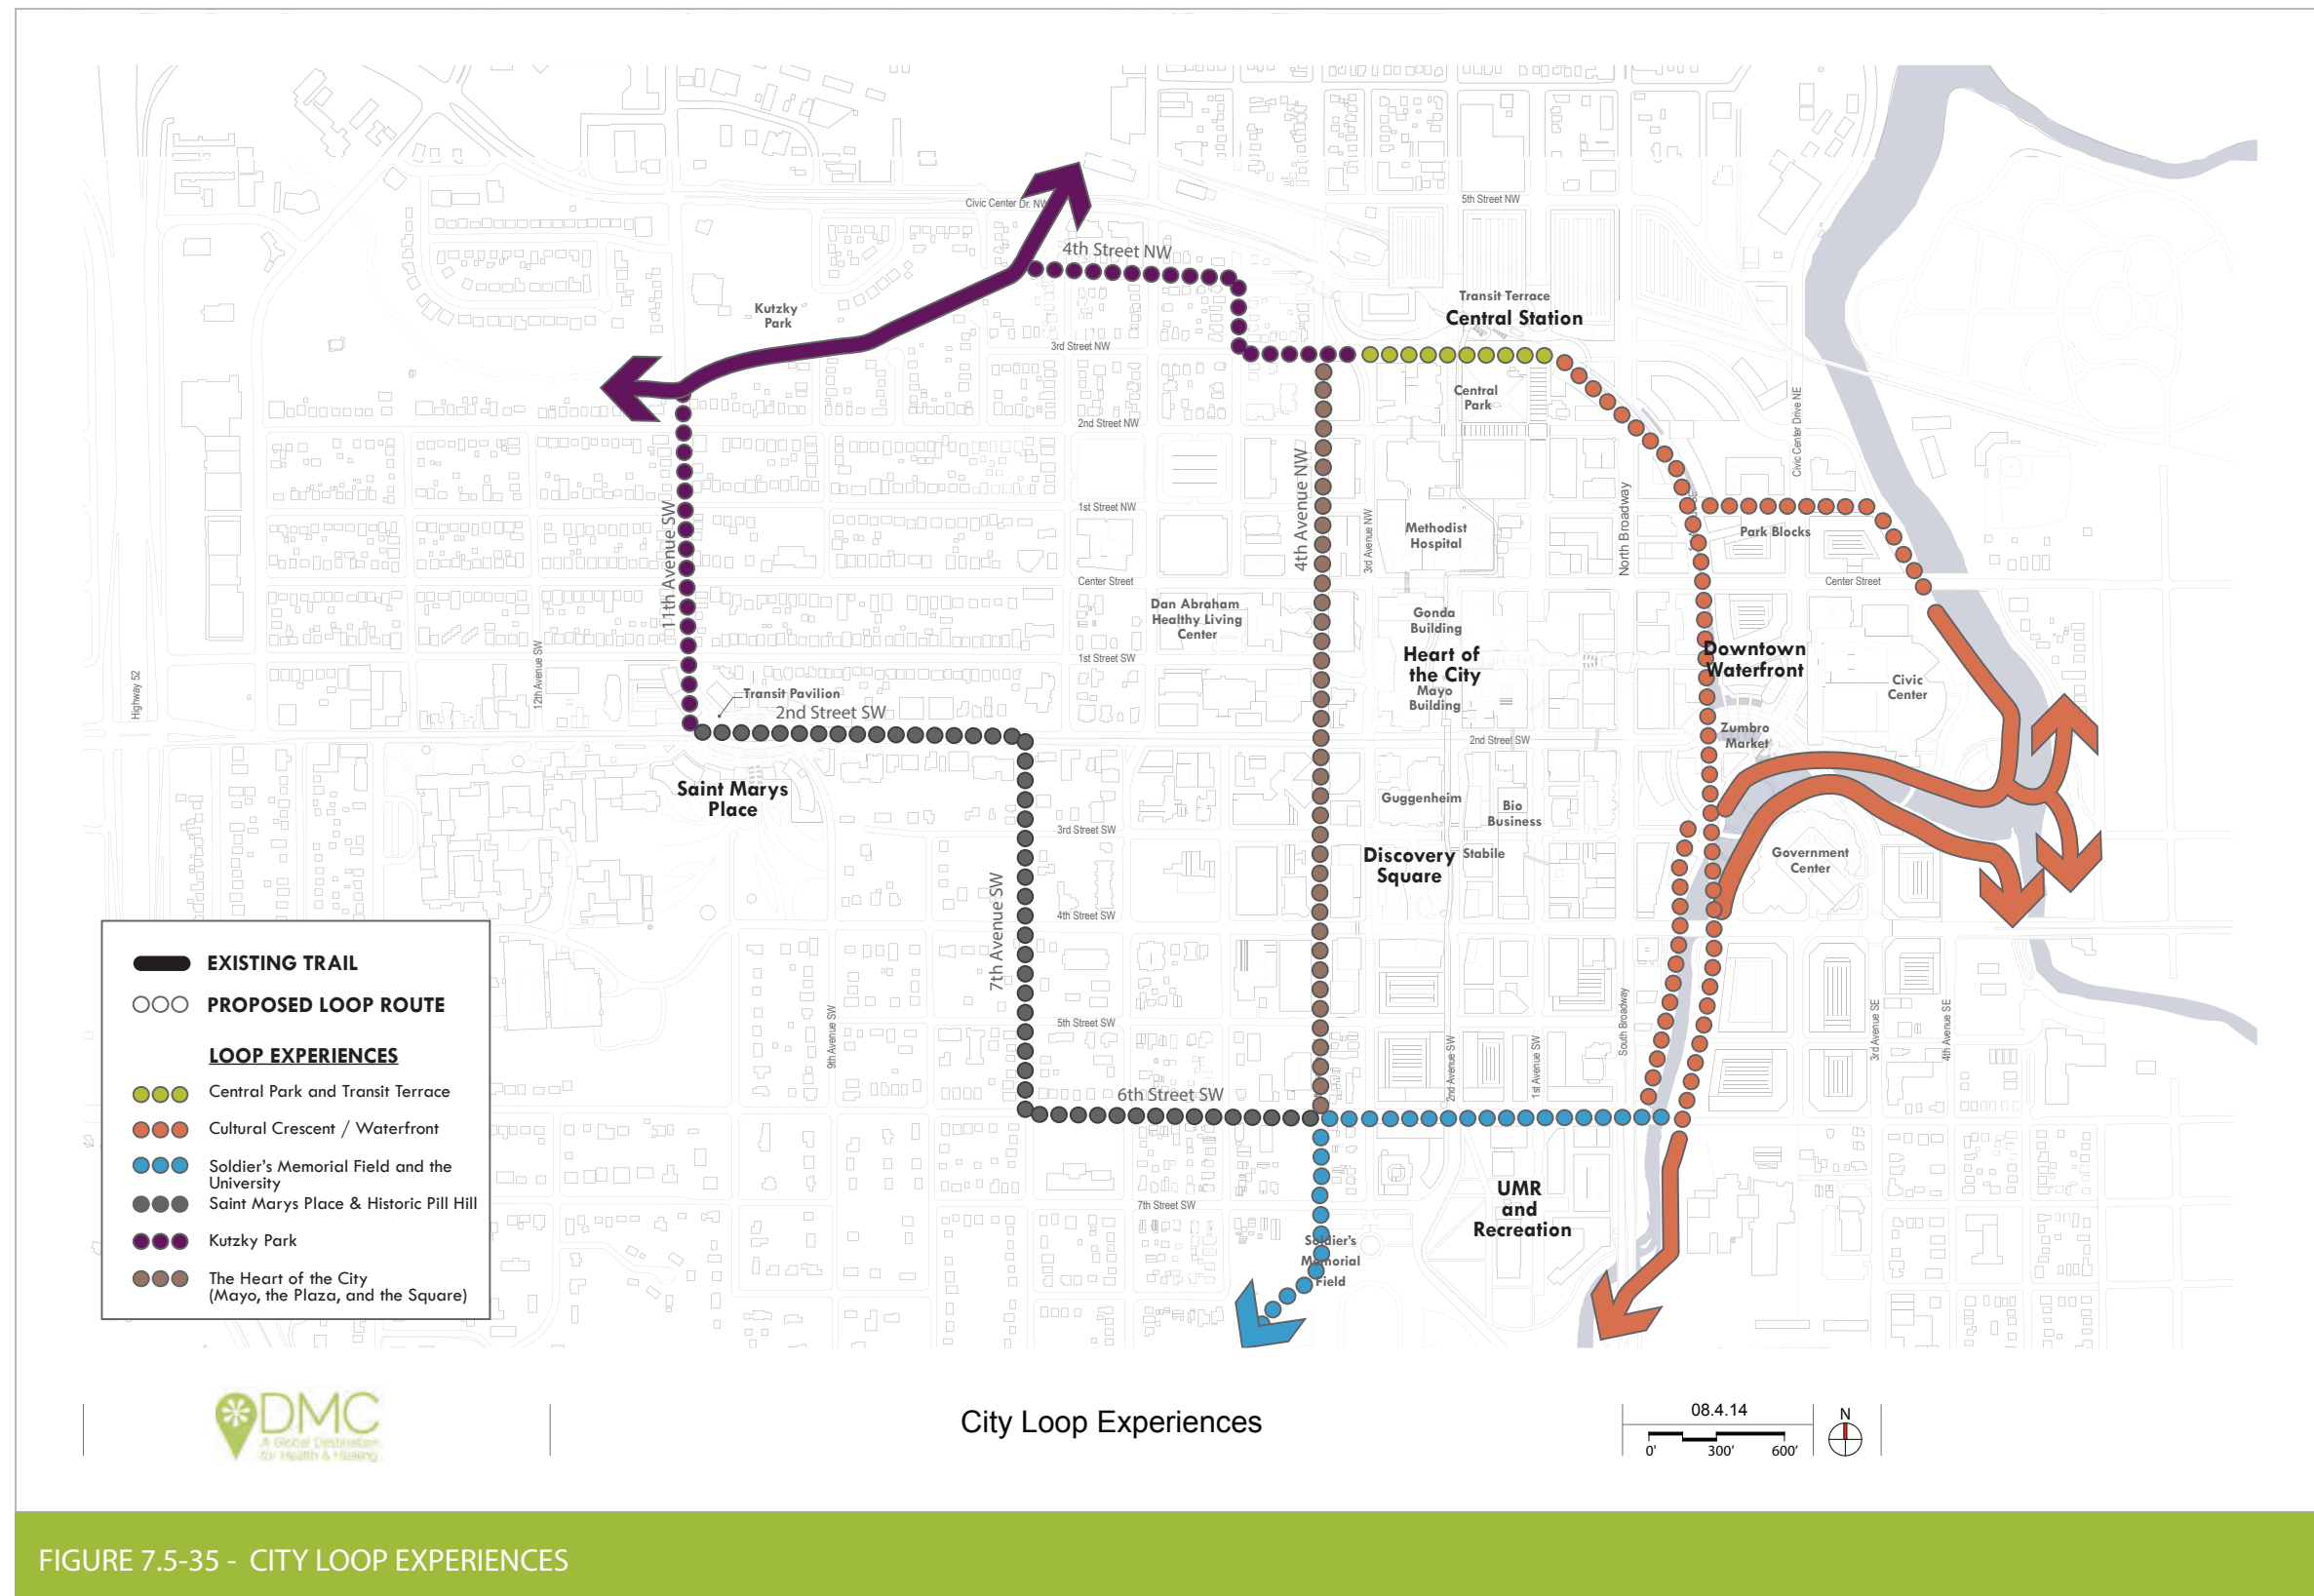 5th Street NW
Civic Center Dr. NW
4th Street NW
Transit Terrace
Central Station
Kutzky
Park
3rd Street NW
Central
Park
2nd Street NW
Civic Center Drive NE
4th Avenue NW
11th Avenue SW
North Broadway
1st Street NW
3rd Avenue NW
Methodist
Hospital
Park Blocks
Center Street
Center Street
Dan Abraham
Healthy Living
Center
Gonda
Building
Heart of
the City
Mayo
Building
Downtown
Waterfront
Civic
Center
1st Street SW
12th Avenue SW
Highway 52
Transit Pavilion
2nd Street SW
Zumbro
Market
2nd Street SW
Saint Marys
Place
Guggenheim
Bio
Business
3rd Street SW
Discovery
Square
Stabile
Government
Center
7th Avenue SW
4th Street SW
9th Avenue SW
5th Street SW
South Broadway
2nd Avenue SW
1st Avenue SW
3rd Avenue SE
4th Avenue SE
6th Street SW
UMR
and
Recreation
7th Street SW
Soldier's
Memorial
Field
EXISTING TRAIL
PROPOSED LOOP ROUTE
LOOP EXPERIENCES
Central Park and Transit Terrace
Cultural Crescent / Waterfront
Soldier's Memorial Field and the
University
Saint Marys Place & Historic Pill Hill
Kutzky Park
The Heart of the City
(Mayo, the Plaza, and the Square)
DMC
A Global Destination
for Health & Healing
City Loop Experiences
08.4.14
0'
300'
600'
N
FIGURE 7.5-35 - CITY LOOP EXPERIENCES